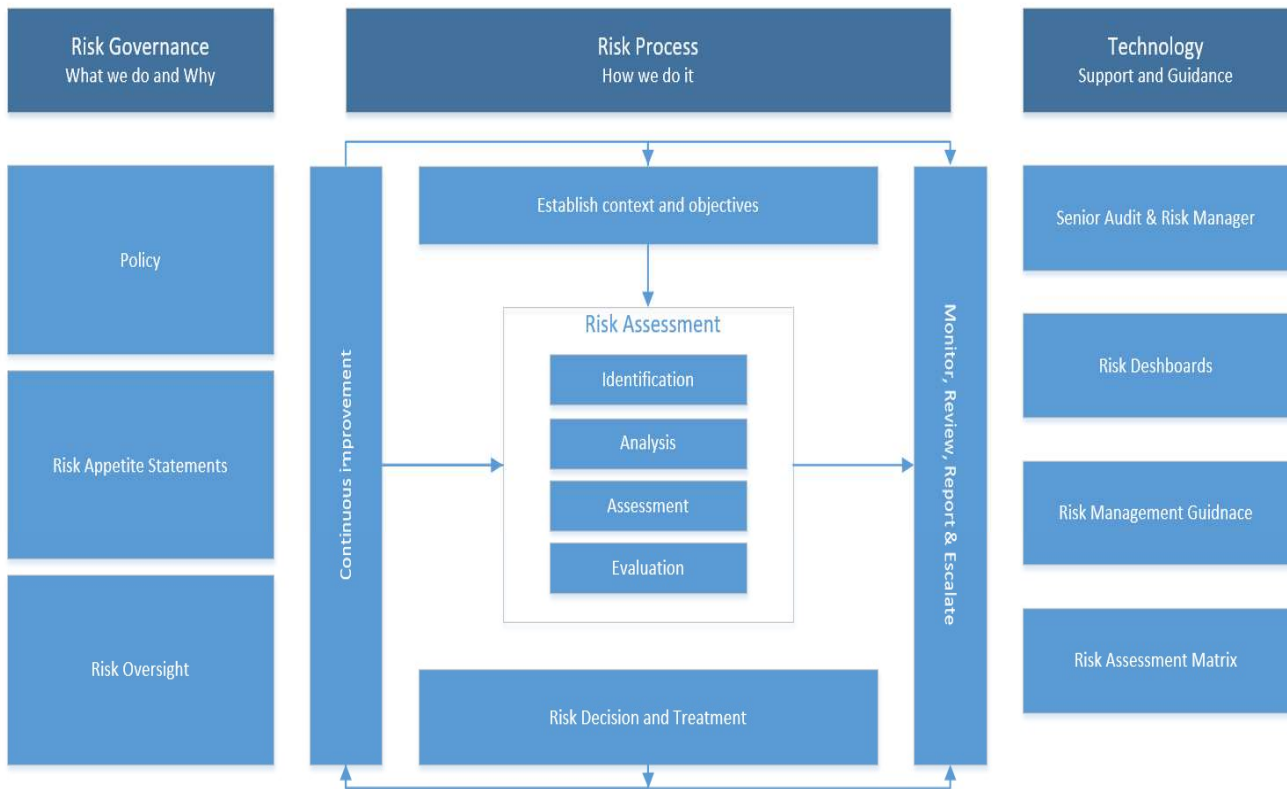 Risk Governance
What we do and Why
Risk Process
How we do it
Technology
Support and Guidance
Policy
Risk Appetite Statements
Risk Oversight
Continuous improvement
Establish context and objectives
Risk Assessment
Identification
Analysis
Assessment
Evaluation
Risk Decision and Treatment
Monitor, Review, Report & Escalate
Senior Audit & Risk Manager
Risk Deshboards
Risk Management Guidnace
Risk Assessment Matrix